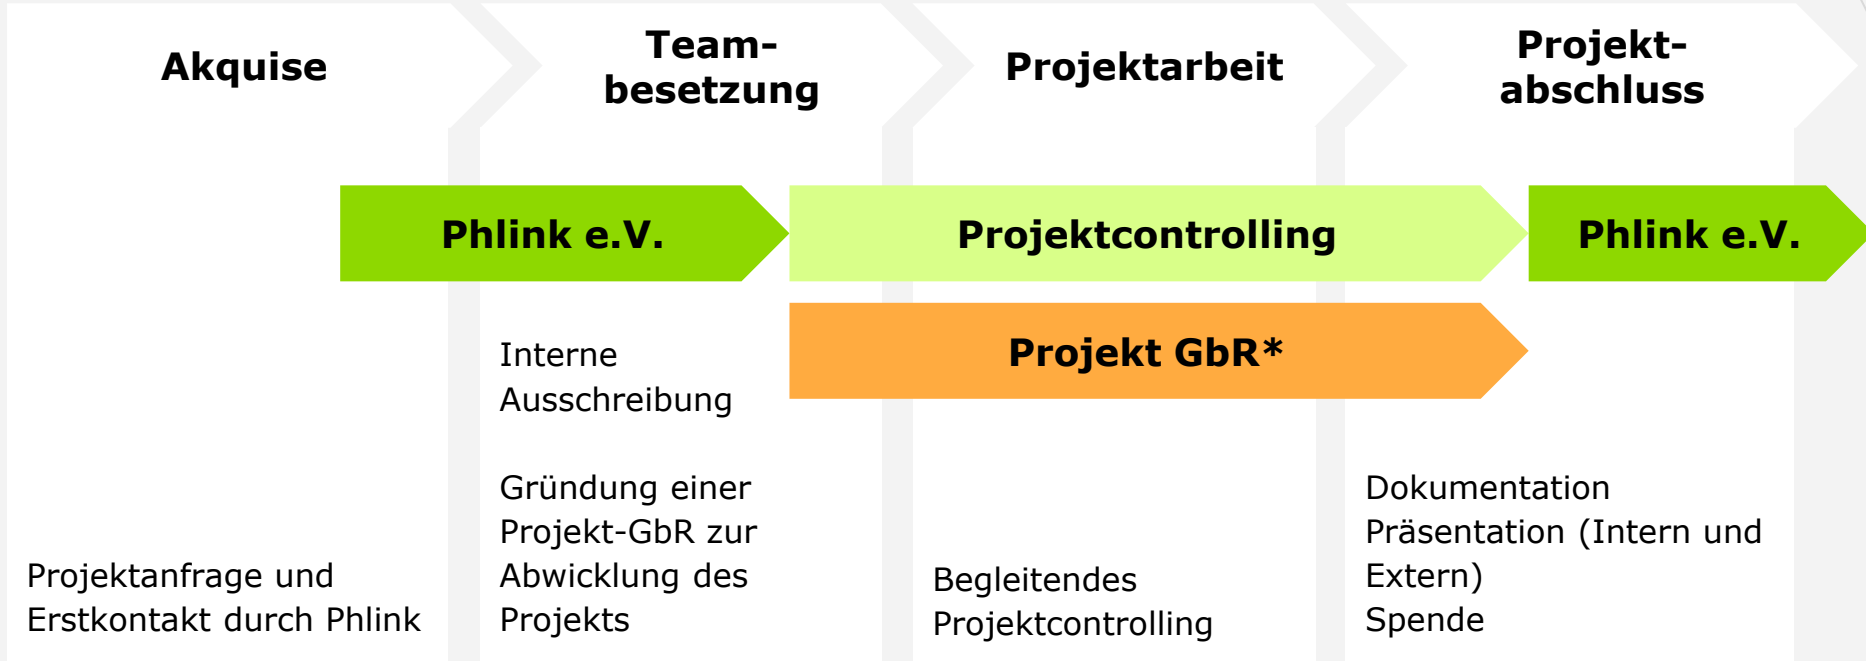 Akquise
Team-
besetzung
Projektarbeit
Projekt-
abschluss
Phlink e.V.
Projektcontrolling
Phlink e.V.
Projekt GbR*
Projektanfrage und
Erstkontakt durch Phlink
Interne
Ausschreibung
Gründung einer
Projekt-GbR zur
Abwicklung des
Projekts
Begleitendes
Projektcontrolling
Dokumentation
Präsentation (Intern und
Extern)
Spende